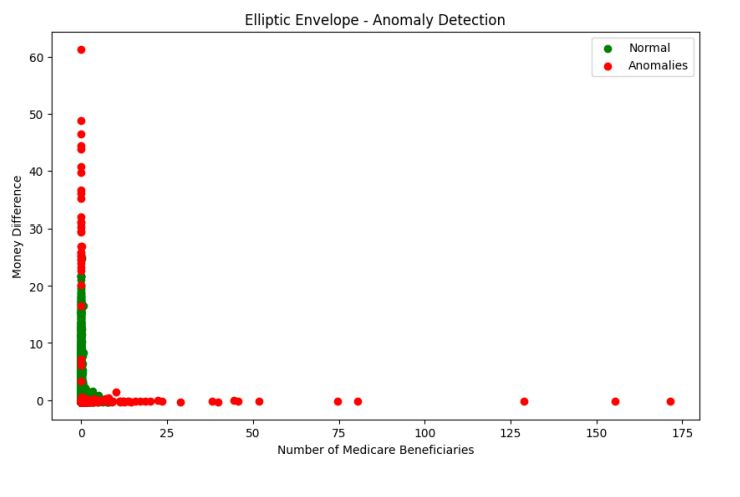 Elliptic Envelope - Anomaly Detection
Normal
Anomalies
60
50
40
30
20
10
0
Money Difference
0 25 50 75 100 125 150 175
Number of Medicare Beneficiaries